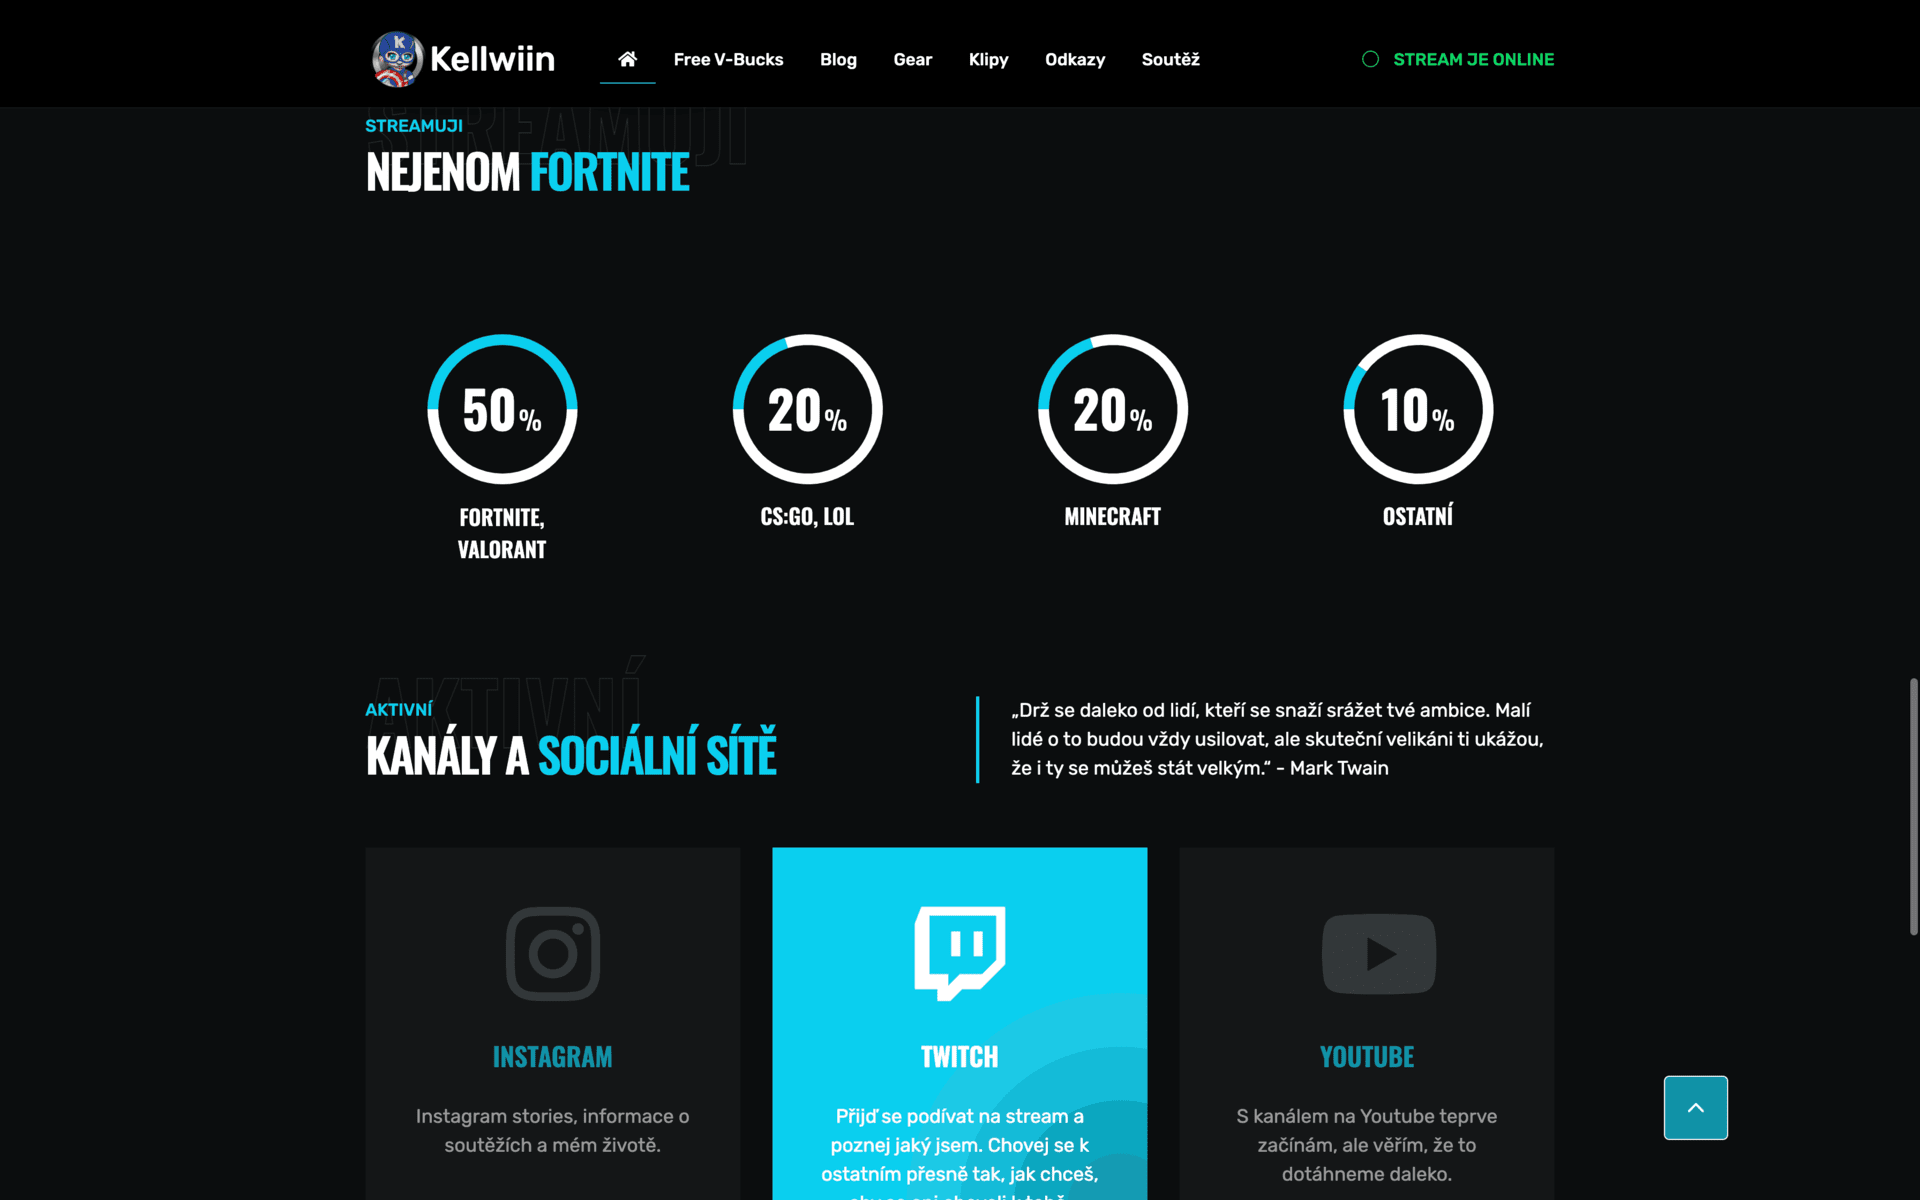 Kellwiin
Free V-Bucks
Blog
Gear
Klipy
Odkazy
Soutěž
STREAM JE ONLINE
STREAMUJI
STREAMUJI
NEJENOM FORTNITE
50%
20%
20%
10%
FORTNITE,
VALORANT
CS:GO, LOL
MINECRAFT
OSTATNÍ
AKTIVNÍ
AKTIVNÍ
KANÁLY A SOCIÁLNÍ SÍTĚ
„Drž se daleko od lidí, kteří se snaží srážet tvé ambice. Malí
lidé o to budou vždy usilovat, ale skuteční velikáni ti ukážou,
že i ty se můžeš stát velkým.“ - Mark Twain
INSTAGRAM
Instagram stories, informace o
soutěžích a mém životě.
TWITCH
Přijď se podívat na stream a
poznej jaký jsem. Chovej se k
ostatním přesně tak, jak chceš,
YOUTUBE
S kanálem na Youtube teprve
začínám, ale věřím, že to
dotáhneme daleko.